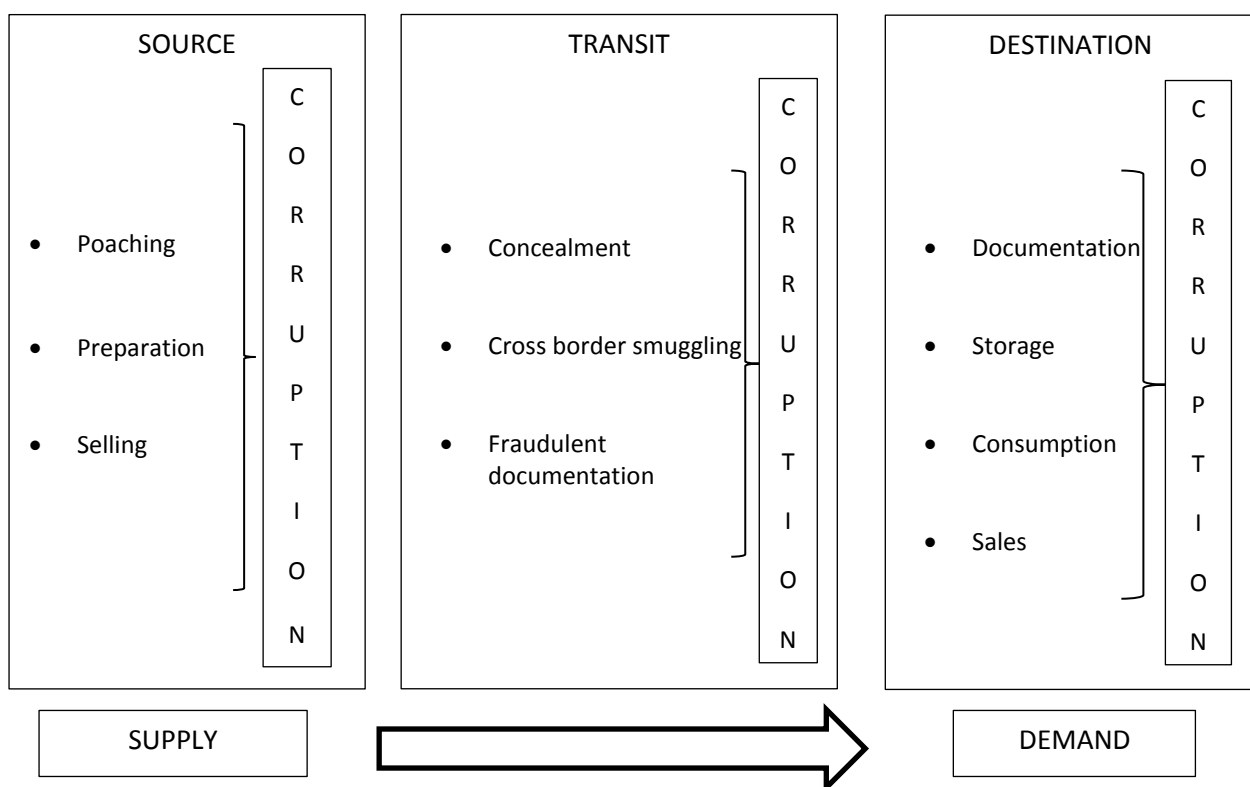 SOURCE
C
O
R
R
U
P
T
I
O
N
• Poaching
• Preparation
• Selling
TRANSIT
C
O
R
R
U
P
T
I
O
N
• Concealment
• Cross border smuggling
• Fraudulent
documentation
DESTINATION
C
O
R
R
U
P
T
I
O
N
• Documentation
• Storage
• Consumption
• Sales
SUPPLY
DEMAND